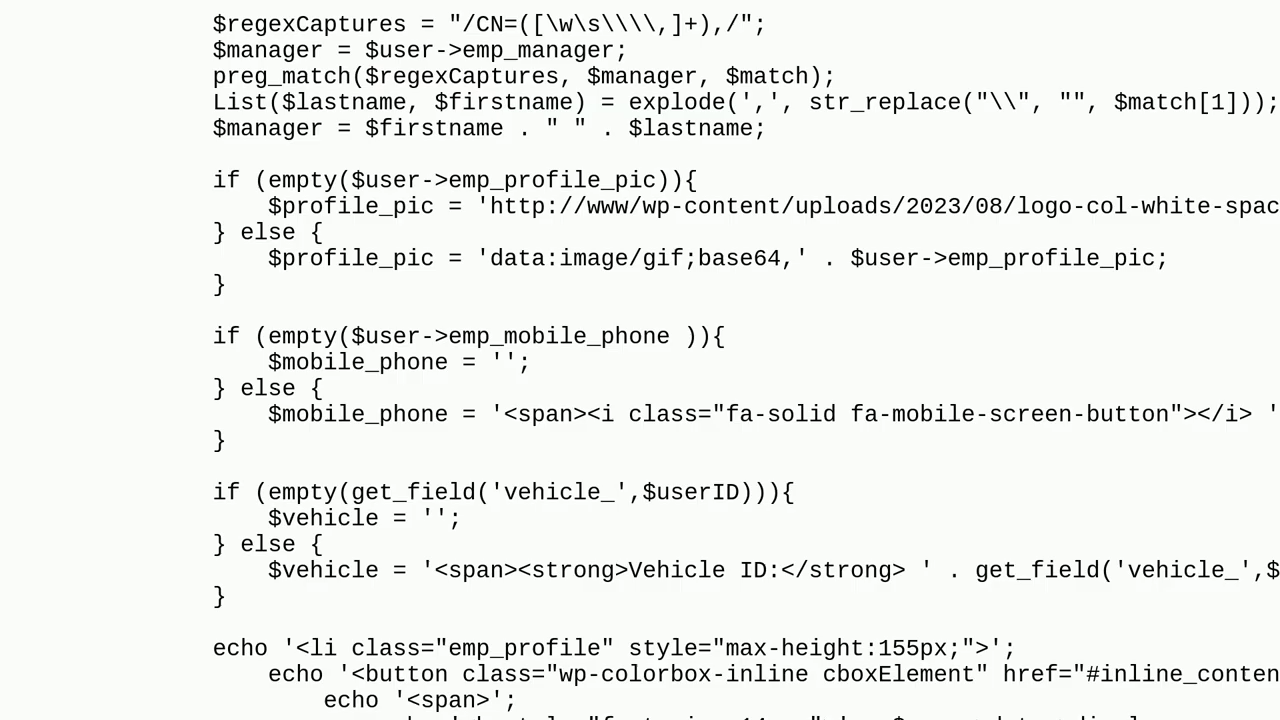 $regexCaptures = "/CN=([\w\s\\\\,]+),/";
$manager = $user->emp_manager;
preg_match($regexCaptures, $manager, $match);
List($lastname, $firstname) = explode(',', str_replace("\\", "", $match[1]));
$manager = $firstname . " " . $lastname;
if (empty($user->emp_profile_pic)){
$profile_pic = 'http://www/wp-content/uploads/2023/08/logo-col-white-spac
} else {
$profile_pic = 'data:image/gif;base64,' . $user->emp_profile_pic;
}
if (empty($user->emp_mobile_phone )){
$mobile_phone = '';
} else {
$mobile_phone = '<span><i class="fa-solid fa-mobile-screen-button"></i> '
}
if (empty(get_field('vehicle_',$userID))){
$vehicle = '';
} else {
$vehicle = '<span><strong>Vehicle ID:</strong> ' . get_field('vehicle_',$
}
echo '<li class="emp_profile" style="max-height:155px;">';
echo '<button class="wp-colorbox-inline cboxElement" href="#inline_conten
echo '<span>';